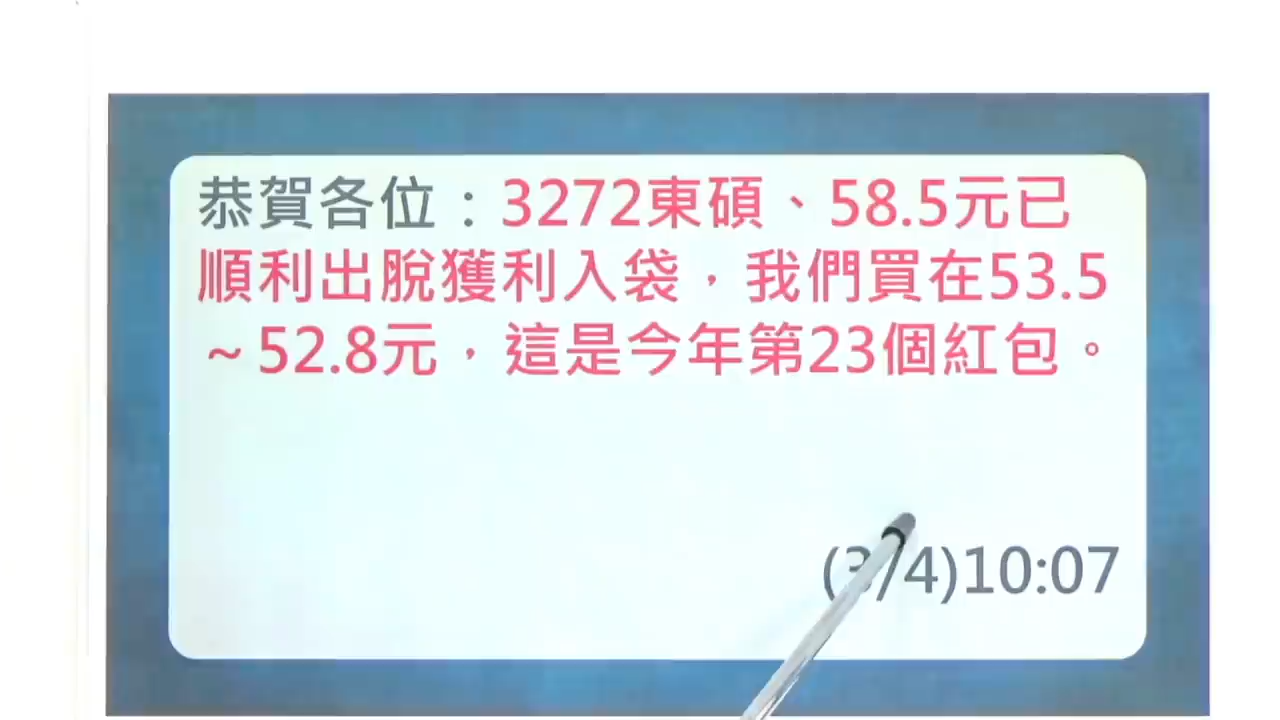 恭賀各位：3272東碩、58.5元已
順利出脫獲利入袋，我們買在53.5
~52.8元，這是今年第23個紅包。
(3/4)10:07